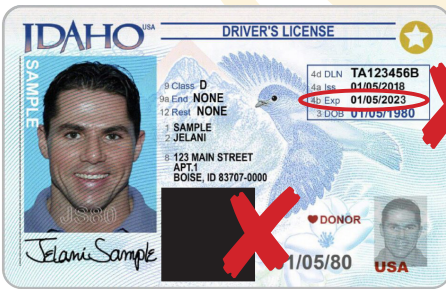 IDAHO USA
DRIVER'S LICENSE
SAMPLE
9 Class D
9a End NONE
12 Rest NONE
1 SAMPLE
2 JELANI
8 123 MAIN STREET
APT.1
BOISE, ID 83707-0000
4d DLN TA123456B
4a Iss 01/05/2018
4b Exp 01/05/2023
3 DOB 01/05/1980
JS80
Jelani Sample
DONOR
1/05/80
USA